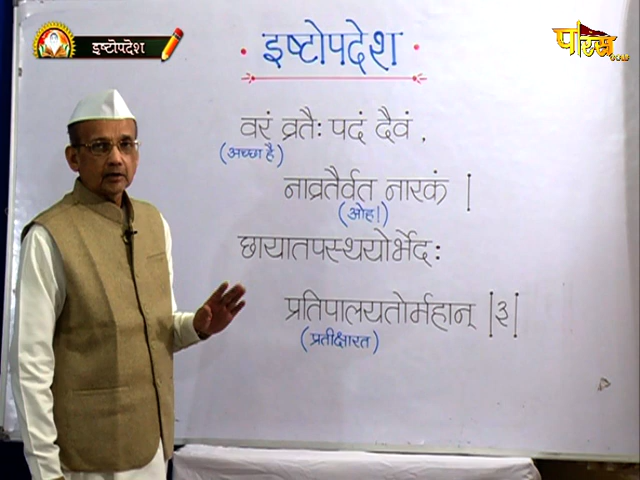 इष्टोपदेश
पारस
इष्टोपदेश
वरं व्रतैः पदं दैवं ,
(अच्छा है)
नाव्रतैर्वत नारकं |
(ओह!)
छायातपस्थयोर्भेदः
प्रतिपालयतोर्महान् |३|
(प्रतीक्षारत)